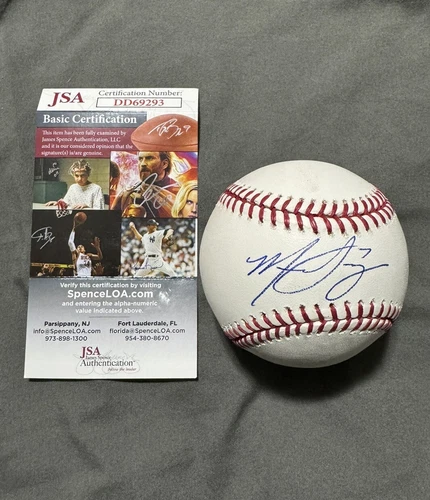 JSA
Certification Number:
DD69293
Basic Certification
This item has been fully examined by
James Spence Authentication, LLC
and it is our considered opinion that the
signature(s) is/are genuine.
Verify this certification by visiting
SpenceLOA.com
and entering the alpha-numeric
value indicated above.
Parsippany, NJ
info@SpenceLOA.com
973-898-1300
Fort Lauderdale, FL
florida@SpenceLOA.com
954-380-8670
JSA
James Spence
Authentication